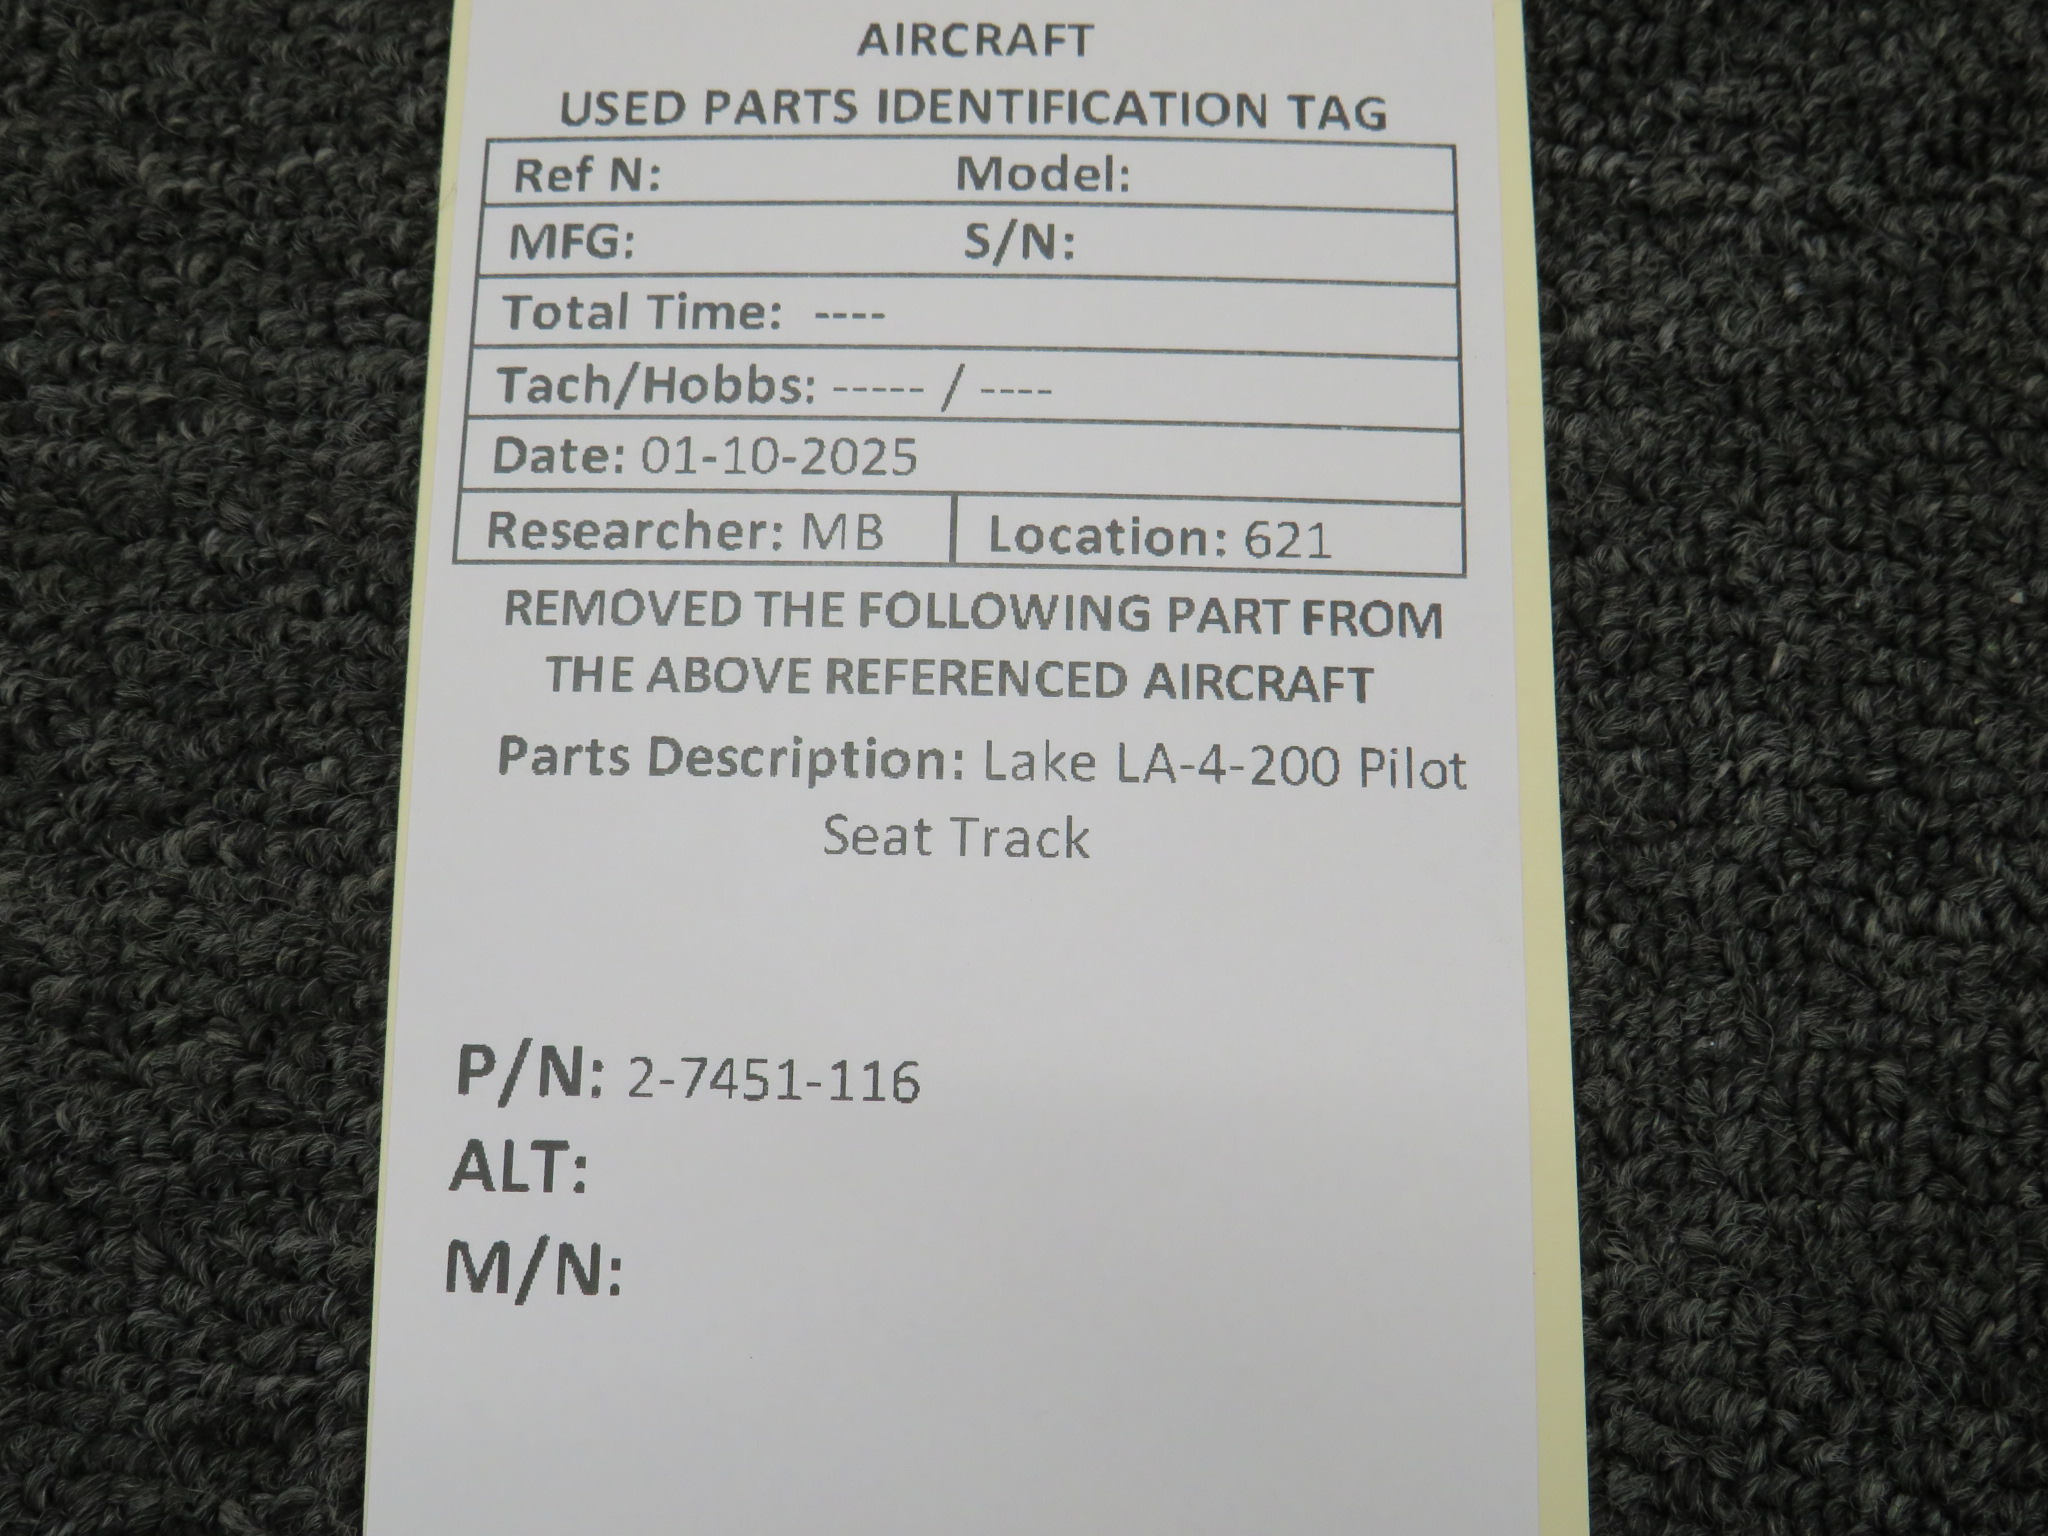 AIRCRAFT
USED PARTS IDENTIFICATION TAG
Ref N: Model:
MFG: S/N:
Total Time: ----
Tach/Hobbs: ----- / ----
Date: 01-10-2025
Researcher: MB Location: 621
REMOVED THE FOLLOWING PART FROM
THE ABOVE REFERENCED AIRCRAFT
Parts Description: Lake LA-4-200 Pilot
Seat Track
P/N: 2-7451-116
ALT:
M/N: